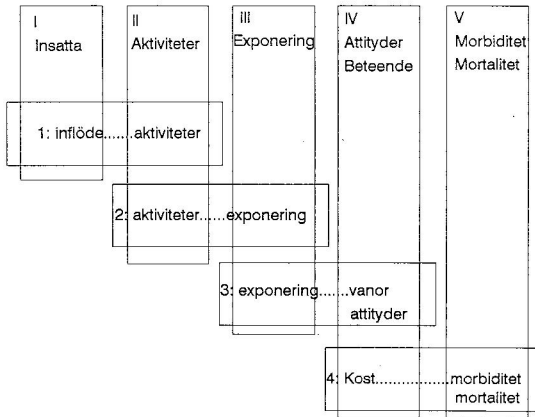 I
Insatta
II
Aktiviteter
III
Exponering
IV
Attityder
Beteende
V
Morbiditet
Mortalitet
1: inflöde.......aktiviteter
2: aktiviteter......exponering
3: exponering.......vanor
attityder
4: Kost...................morbiditet
mortalitet